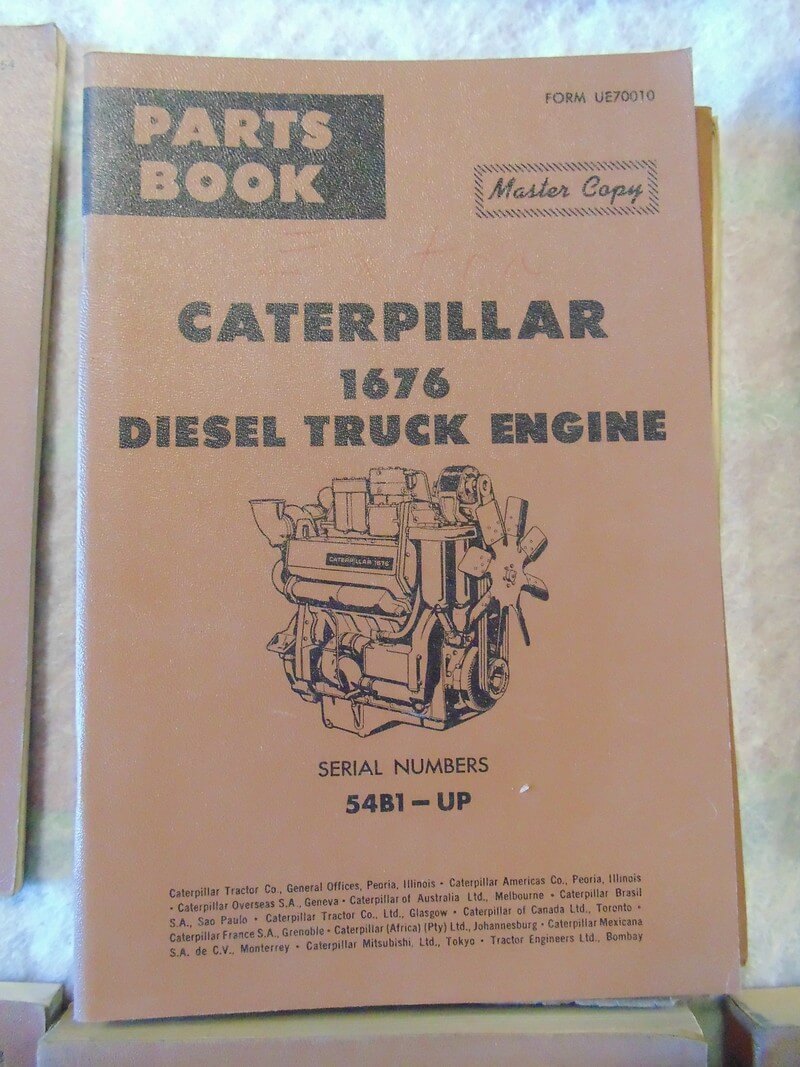 PARTS
BOOK
FORM UE70010
Master Copy
Extra
CATERPILLAR
1676
DIESEL TRUCK ENGINE
CATERPILLAR 1676
SERIAL NUMBERS
54B1 – UP
Caterpillar Tractor Co., General Offices, Peoria, Illinois • Caterpillar Americas Co., Peoria, Illinois
• Caterpillar Overseas S.A., Geneva • Caterpillar of Australia Ltd., Melbourne • Caterpillar Brasil
S.A., Sao Paulo • Caterpillar Tractor Co., Ltd., Glasgow • Caterpillar of Canada Ltd., Toronto •
Caterpillar France S.A., Grenoble • Caterpillar (Africa) (Pty) Ltd., Johannesburg • Caterpillar Mexicana
S.A. de C.V., Monterrey • Caterpillar Mitsubishi, Ltd., Tokyo • Tractor Engineers Ltd., Bombay